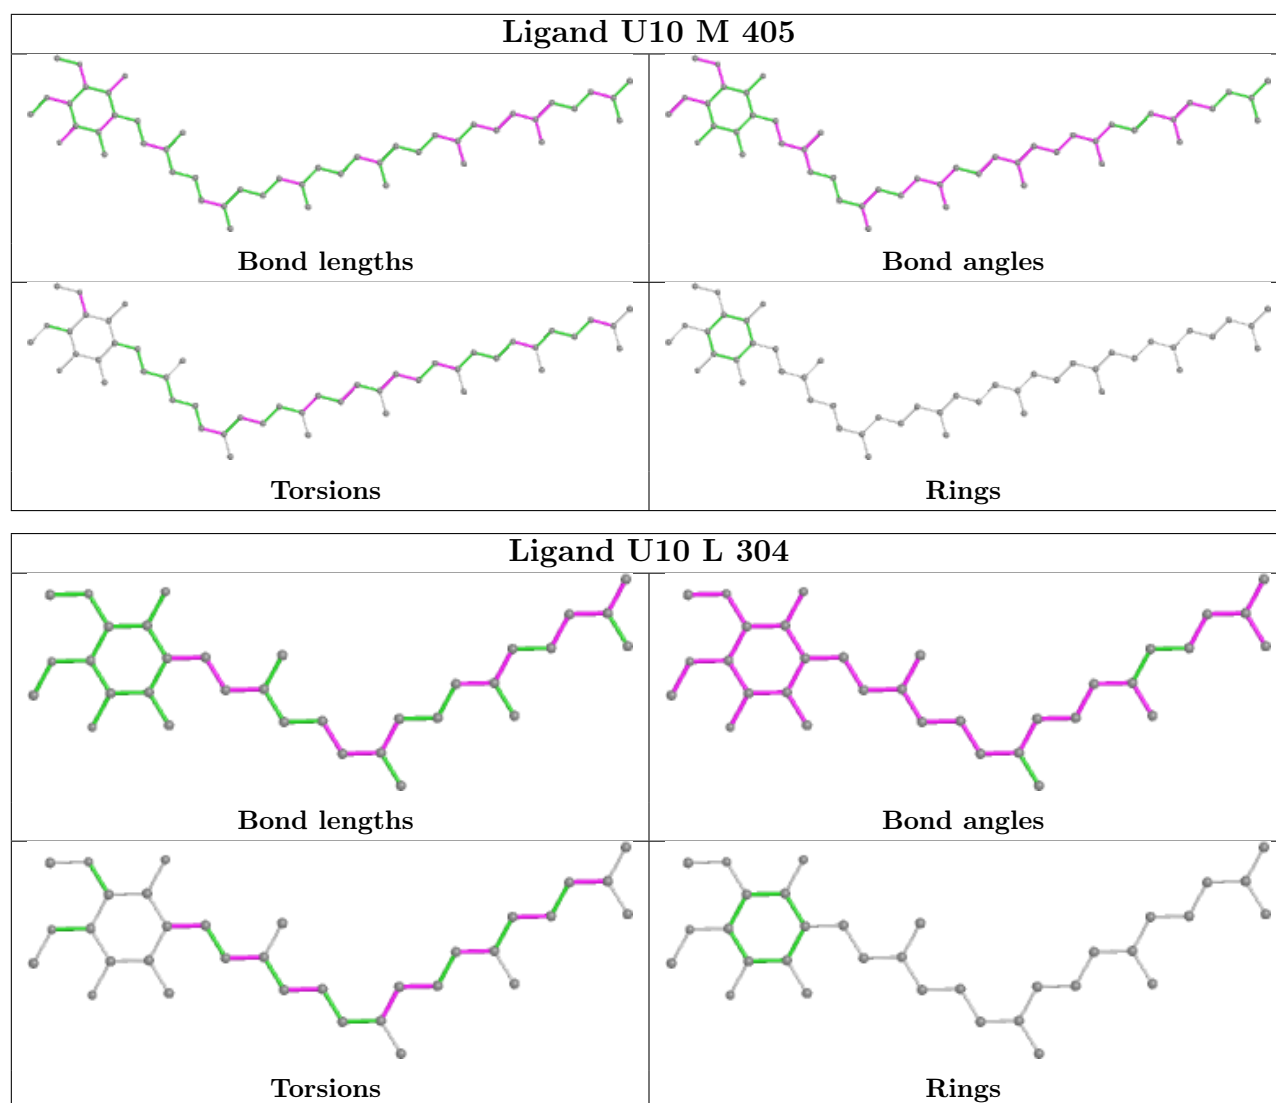 Ligand U10 M 405
Bond lengths
Bond angles
Torsions
Rings
Ligand U10 L 304
Bond lengths
Bond angles
Torsions
Rings